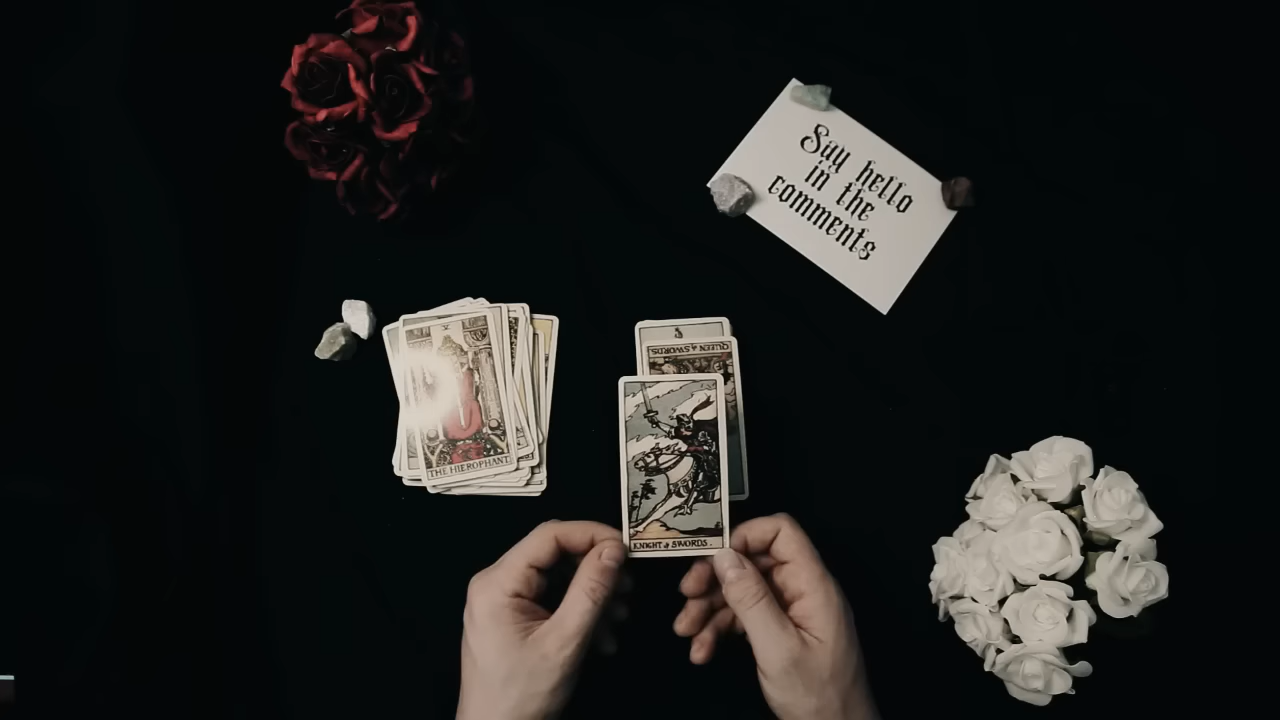 Say hello
in the
comments
QUEEN of SWORDS
THE HIEROPHANT
KNIGHT of SWORDS.